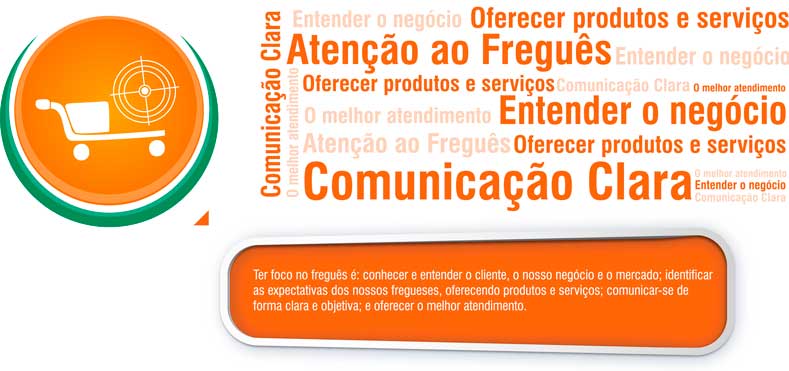 Comunicação Clara
O melhor atendimento
Entender o negócio Oferecer produtos e serviços
Atenção ao Freguês Entender o negócio
Oferecer produtos e serviços Comunicação Clara O melhor atendimento
O melhor atendimento Entender o negócio
Atenção ao Freguês Oferecer produtos e serviços
Comunicação Clara
O melhor atendimento
Entender o negócio
Comunicação Clara
Ter foco no freguês é: conhecer e entender o cliente, o nosso negócio e o mercado; identificar
as expectativas dos nossos fregueses, oferecendo produtos e serviços; comunicar-se de
forma clara e objetiva; e oferecer o melhor atendimento.